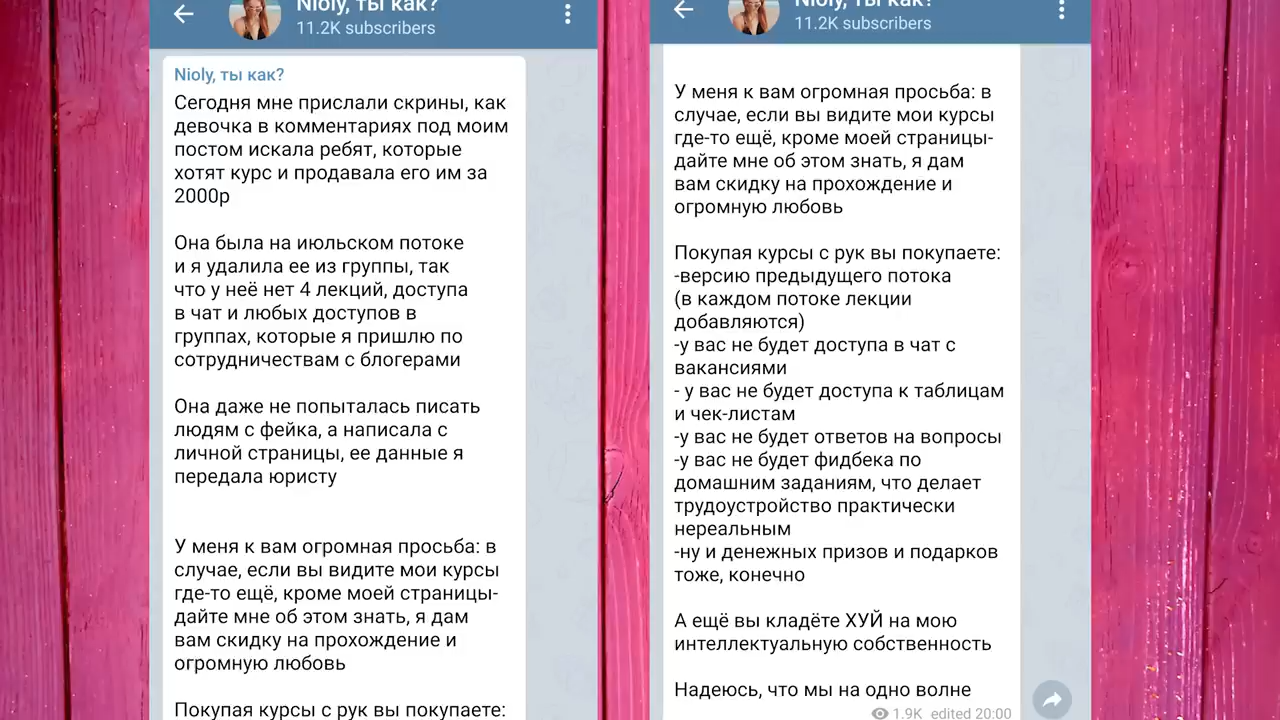 Nioly, ты как?
11.2K subscribers
Nioly, ты как?
Сегодня мне прислали скрины, как
девочка в комментариях под моим
постом искала ребят, которые
хотят курс и продавала его им за
2000р
Она была на июльском потоке
и я удалила ее из группы, так
что у неё нет 4 лекций, доступа
в чат и любых доступов в
группах, которые я пришлю по
сотрудничествам с блогерами
Она даже не попыталась писать
людям с фейка, а написала с
личной страницы, ее данные я
передала юристу
У меня к вам огромная просьба: в
случае, если вы видите мои курсы
где-то ещё, кроме моей страницы-
дайте мне об этом знать, я дам
вам скидку на прохождение и
огромную любовь
Покупая курсы с рук вы покупаете:
Nioly, ты как?
11.2K subscribers
У меня к вам огромная просьба: в
случае, если вы видите мои курсы
где-то ещё, кроме моей страницы-
дайте мне об этом знать, я дам
вам скидку на прохождение и
огромную любовь
Покупая курсы с рук вы покупаете:
-версию предыдущего потока
(в каждом потоке лекции
добавляются)
-у вас не будет доступа в чат с
вакансиями
- у вас не будет доступа к таблицам
и чек-листам
-у вас не будет ответов на вопросы
-у вас не будет фидбека по
домашним заданиям, что делает
трудоустройство практически
нереальным
-ну и денежных призов и подарков
тоже, конечно
А ещё вы кладёте ХУЙ на мою
интеллектуальную собственность
Надеюсь, что мы на одно волне
1.9K edited 20:00